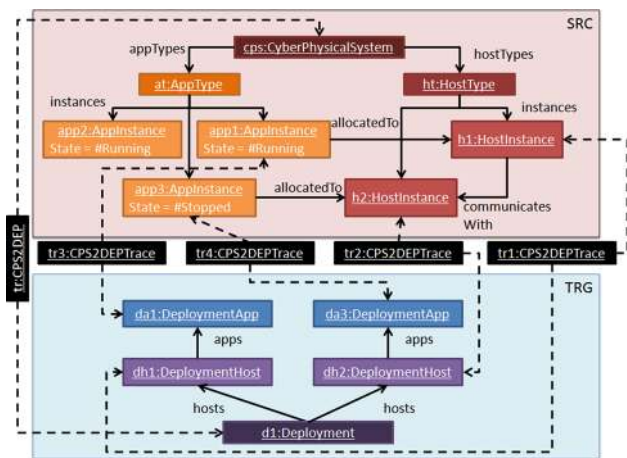 SRC
appTypes
cps:CyberPhysicalSystem
hostTypes
at:AppType
ht:HostType
instances
instances
app2:AppInstance
State = #Running
app1:AppInstance
State = #Running
allocatedTo
h1:HostInstance
app3:AppInstance
State = #Stopped
allocatedTo
h2:HostInstance
communicates
With
tr:CPS2DEP
tr3:CPS2DEPTrace
tr4:CPS2DEPTrace
tr2:CPS2DEPTrace
tr1:CPS2DEPTrace
TRG
da1:DeploymentApp
da3:DeploymentApp
apps
apps
dh1:DeploymentHost
dh2:DeploymentHost
hosts
hosts
d1:Deployment